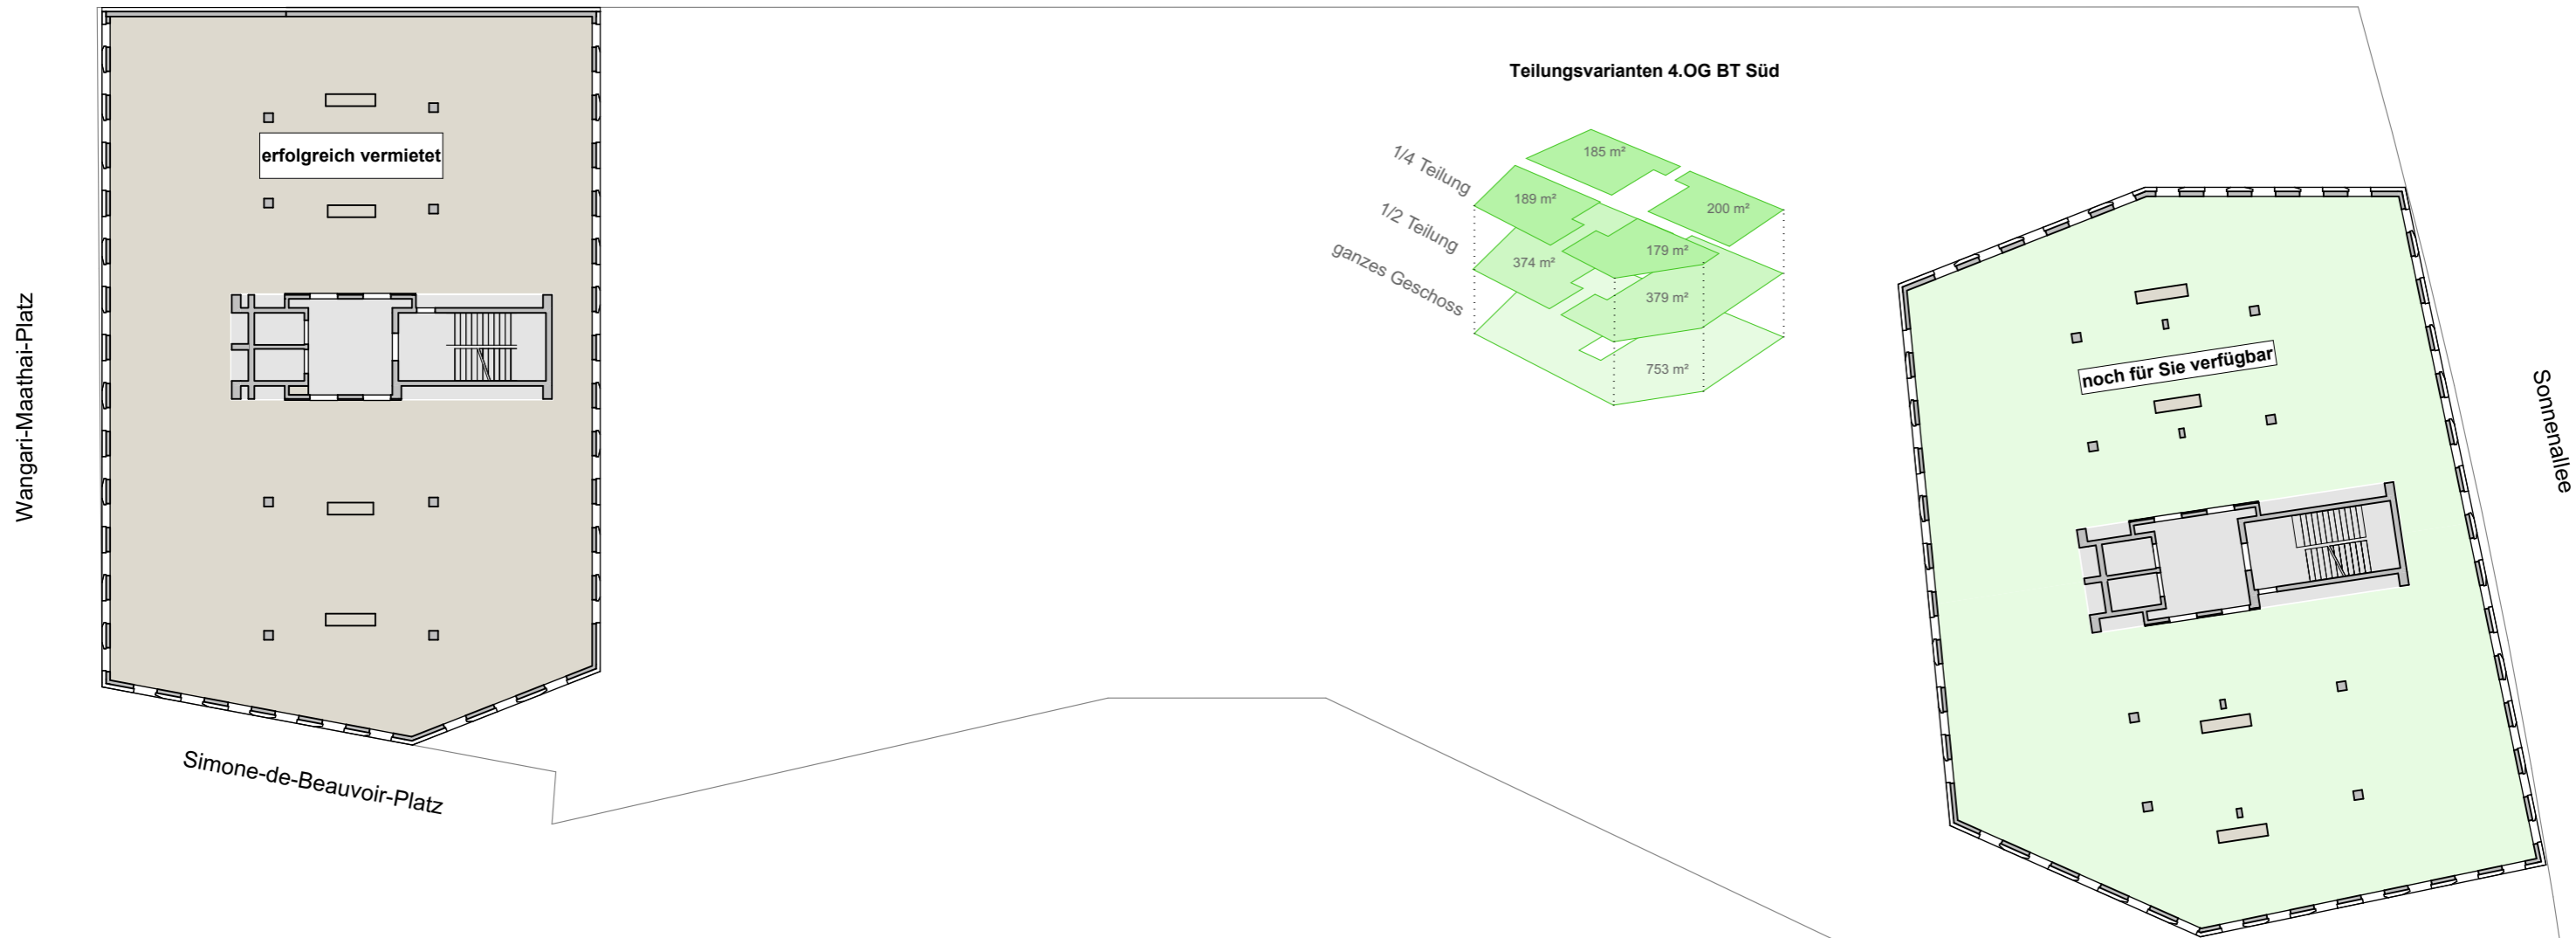 Teilungsvarianten 4.OG BT Süd
1/4 Teilung
185 m²
189 m²
200 m²
1/2 Teilung
179 m²
374 m²
379 m²
ganzes Geschoss
753 m²
erfolgreich vermietet
noch für Sie verfügbar
Wangari-Maathai-Platz
Sonnenallee
Simone-de-Beauvoir-Platz